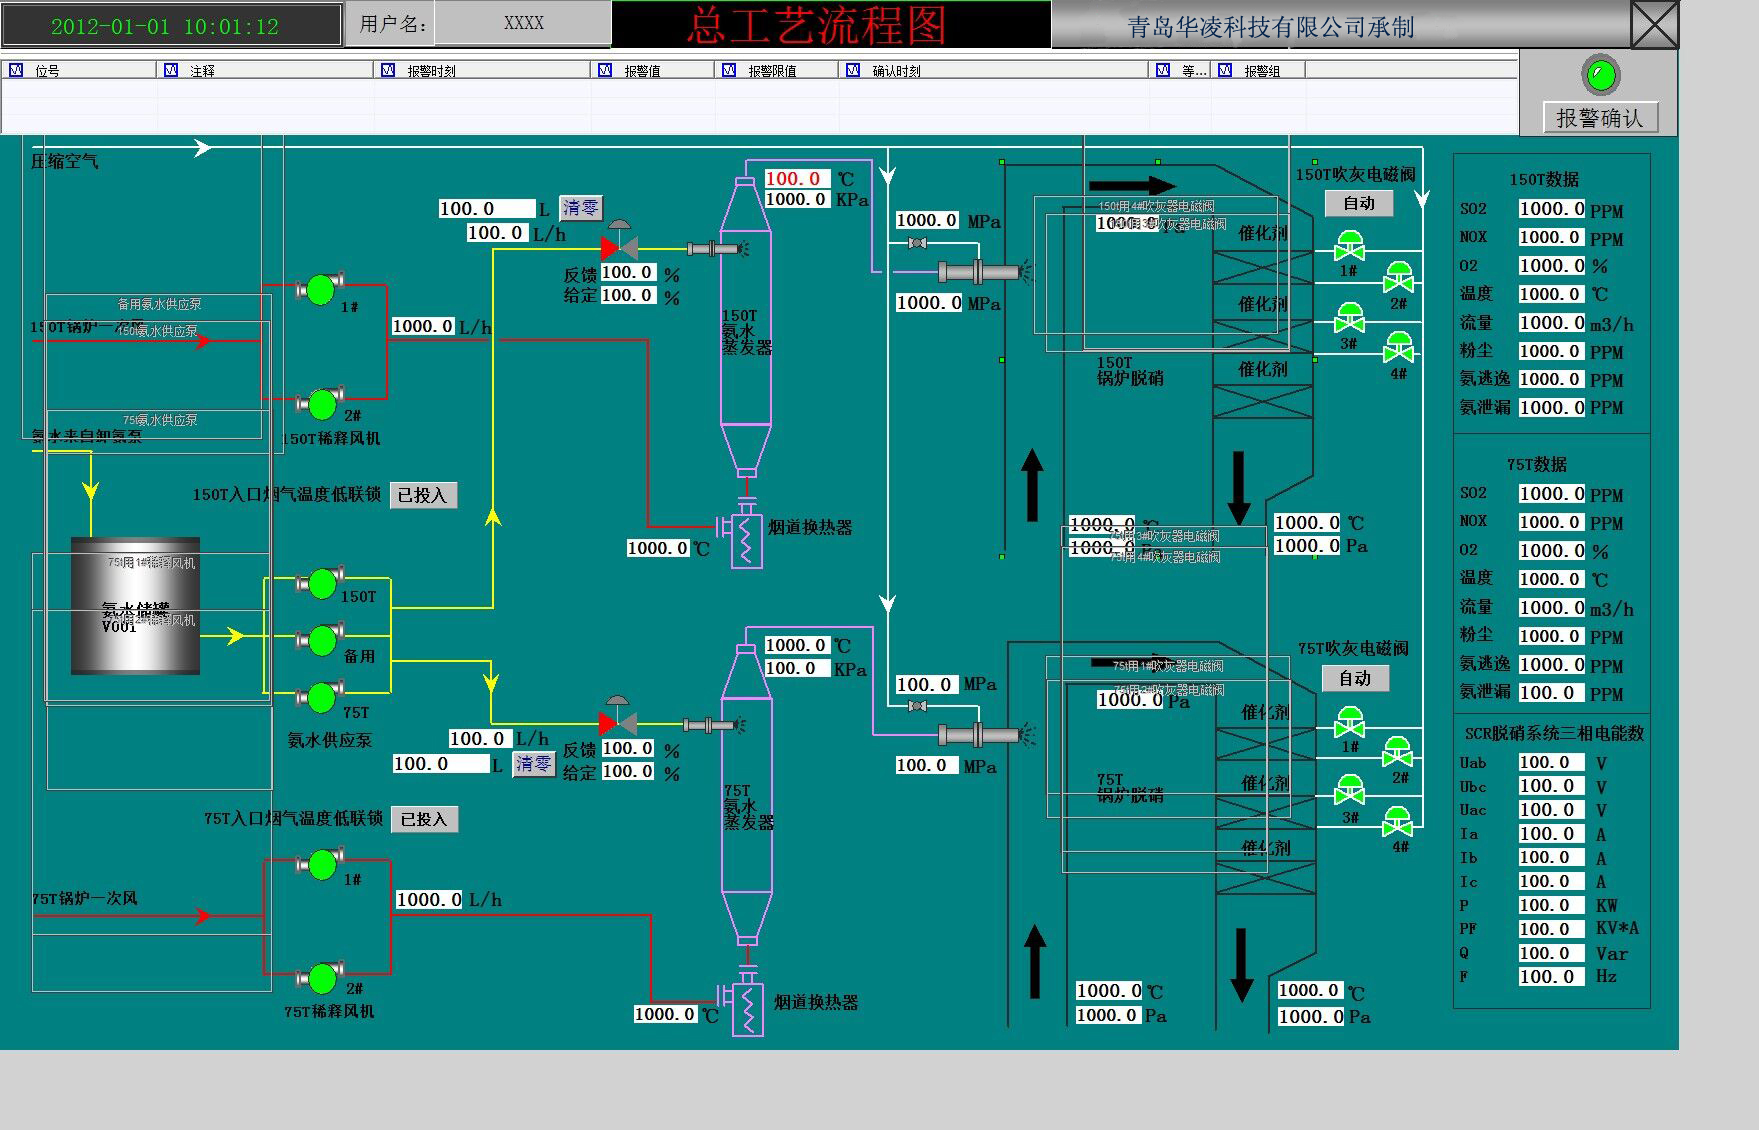 2012-01-01 10:01:12
用户名:
XXXX
总工艺流程图
青岛华凌科技有限公司承制
位号
注释
报警时刻
报警值
报警限值
确认时刻
等...
报警组
报警确认
压缩空气
100.0 L
清零
100.0 L/h
反馈 100.0 %
给定 100.0 %
100.0 ℃
1000.0 KPa
1000.0 MPa
1000.0 MPa
150T
氨水
蒸发器
备用氨水供应泵
150T锅炉一次风
150t氨水供应泵
75t氨水供应泵
氨水来自卸氨泵
1#
2#
150T稀释风机
1000.0 L/h
150T入口烟气温度低联锁
已投入
烟道换热器
1000.0 ℃
150t用4#吹灰器电磁阀
150t用3#吹灰器电磁阀
1000.0 Pa
催化剂
催化剂
催化剂
150T
锅炉脱硝
150T吹灰电磁阀
自动
1#
2#
3#
4#
1000.0 ℃
1000.0 Pa
1000.0 ℃
1000.0 Pa
75t用3#吹灰器电磁阀
75t用4#吹灰器电磁阀
75t用1#稀释风机
氨水储罐
V001
75t用2#稀释风机
150T
备用
75T
氨水供应泵
100.0 L/h
100.0 L
清零
反馈 100.0 %
给定 100.0 %
1000.0 ℃
100.0 KPa
100.0 MPa
100.0 MPa
75T
氨水
蒸发器
75T入口烟气温度低联锁
已投入
75T锅炉一次风
1#
2#
75T稀释风机
1000.0 L/h
烟道换热器
1000.0 ℃
75t用1#吹灰器电磁阀
75t用2#吹灰器电磁阀
1000.0 Pa
催化剂
催化剂
催化剂
75T
锅炉脱硝
75T吹灰电磁阀
自动
1#
2#
3#
4#
1000.0 ℃
1000.0 Pa
1000.0 ℃
1000.0 Pa
150T数据
SO2 1000.0 PPM
NOX 1000.0 PPM
O2 1000.0 %
温度 1000.0 ℃
流量 1000.0 m3/h
粉尘 1000.0 PPM
氨逃逸 1000.0 PPM
氨泄漏 1000.0 PPM
75T数据
SO2 1000.0 PPM
NOX 1000.0 PPM
O2 1000.0 %
温度 1000.0 ℃
流量 1000.0 m3/h
粉尘 1000.0 PPM
氨逃逸 1000.0 PPM
氨泄漏 1000.0 PPM
SCR脱硝系统三相电能数
Uab 100.0 V
Ubc 100.0 V
Uac 100.0 V
Ia 100.0 A
Ib 100.0 A
Ic 100.0 A
P 100.0 KW
PF 100.0 KV*A
Q 100.0 Var
F 100.0 Hz